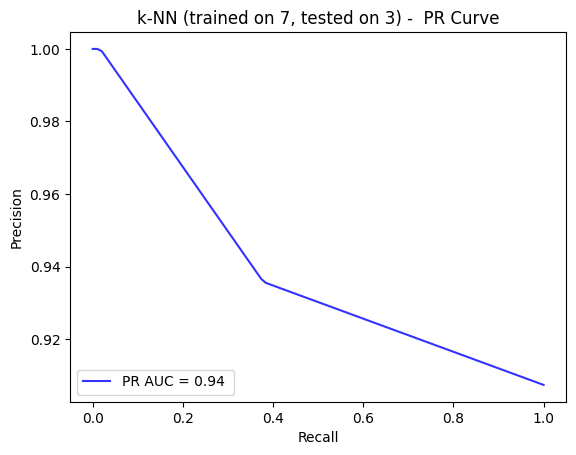 k-NN (trained on 7, tested on 3) -  PR Curve
Precision
1.00
0.98
0.96
0.94
0.92
PR AUC = 0.94
0.0 0.2 0.4 0.6 0.8 1.0
Recall